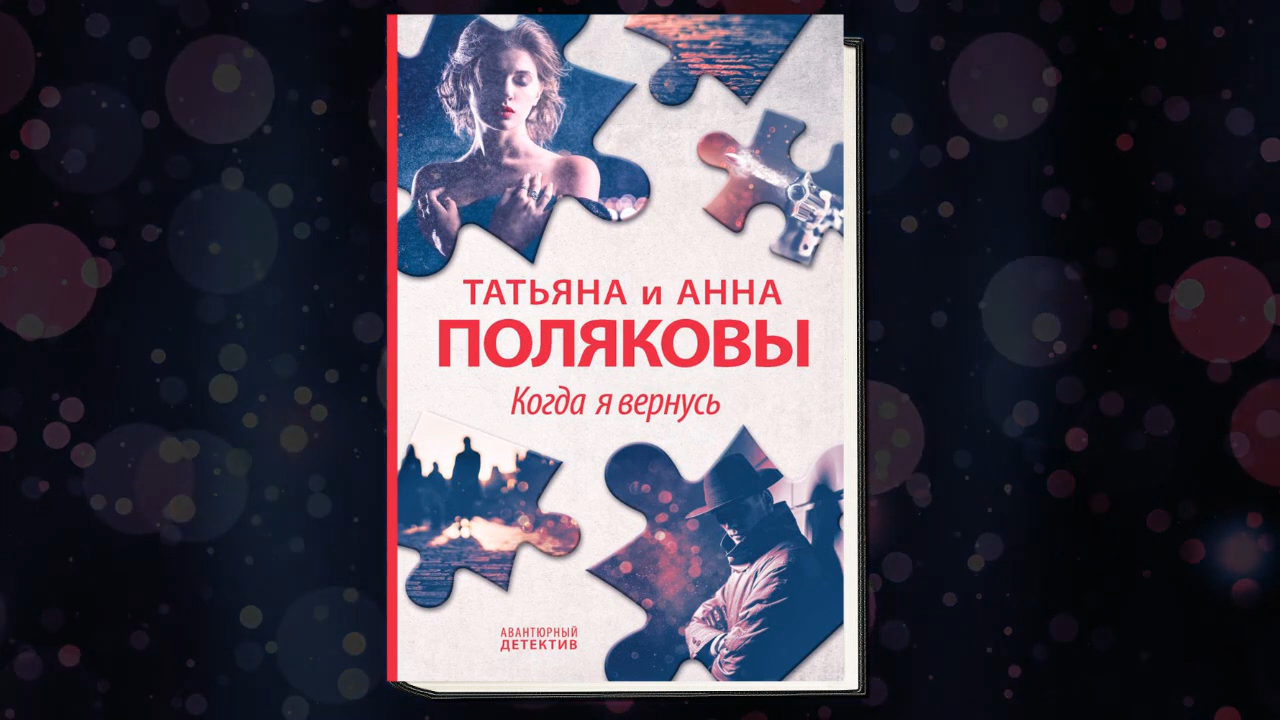 ТАТЬЯНА и АННА
ПОЛЯКОВЫ
Когда я вернусь
АВАНТЮРНЫЙ
ДЕТЕКТИВ